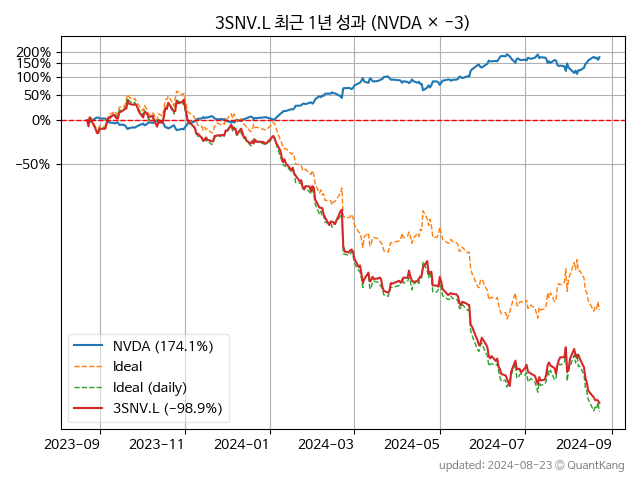 3SNV.L 최근 1년 성과 (NVDA × −3)
200%
150%
100%
50%
0%
−50%
NVDA (174.1%)
Ideal
Ideal (daily)
3SNV.L (−98.9%)
2023-09 2023-11 2024-01 2024-03 2024-05 2024-07 2024-09
updated: 2024-08-23 © QuantKang